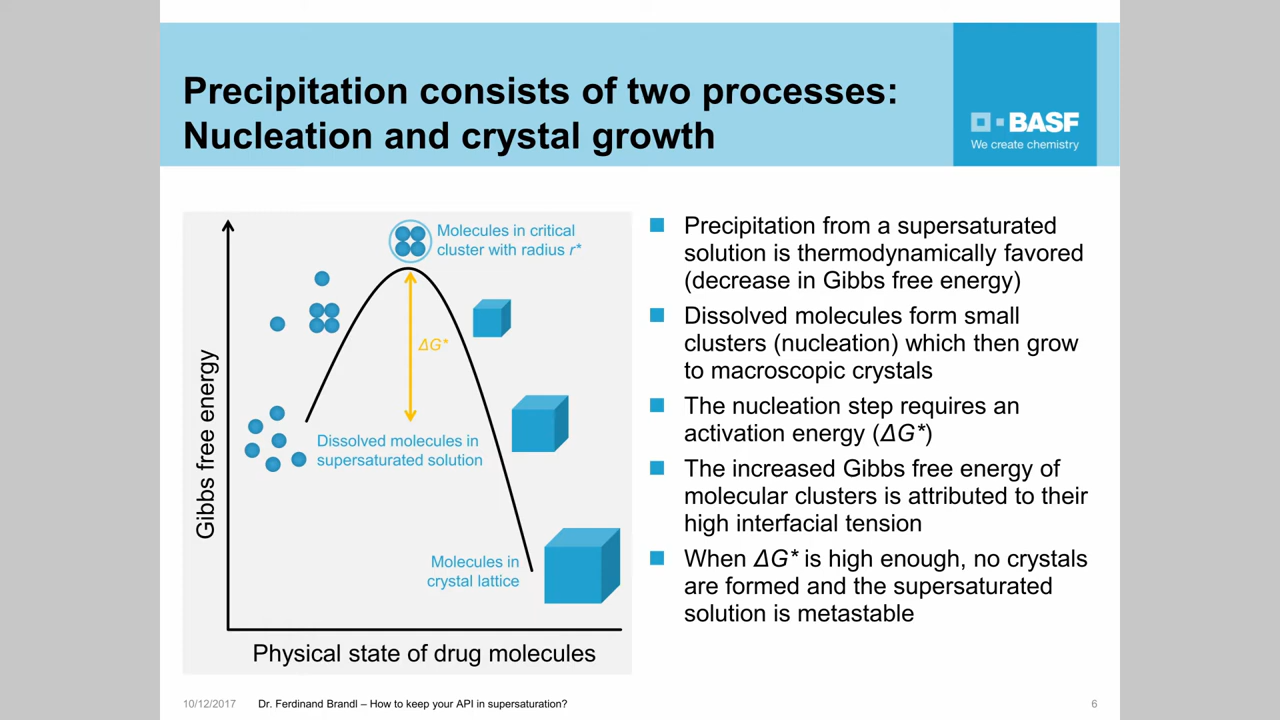 Precipitation consists of two processes:
Nucleation and crystal growth
BASF
We create chemistry
Molecules in critical
cluster with radius r*
ΔG*
Dissolved molecules in
supersaturated solution
Molecules in
crystal lattice
Gibbs free energy
Physical state of drug molecules
Precipitation from a supersaturated
solution is thermodynamically favored
(decrease in Gibbs free energy)
Dissolved molecules form small
clusters (nucleation) which then grow
to macroscopic crystals
The nucleation step requires an
activation energy (ΔG*)
The increased Gibbs free energy of
molecular clusters is attributed to their
high interfacial tension
When ΔG* is high enough, no crystals
are formed and the supersaturated
solution is metastable
10/12/2017
Dr. Ferdinand Brandl – How to keep your API in supersaturation?
6